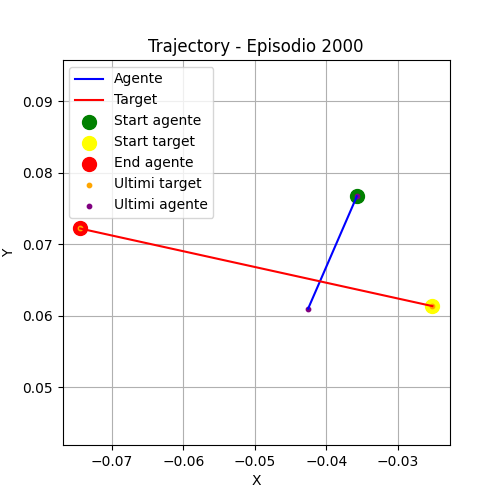 Trajectory - Episodio 2000
Agente
Target
Start agente
Start target
End agente
Ultimi target
Ultimi agente
0.09
0.08
0.07
0.06
0.05
Y
−0.07 −0.06 −0.05 −0.04 −0.03
X